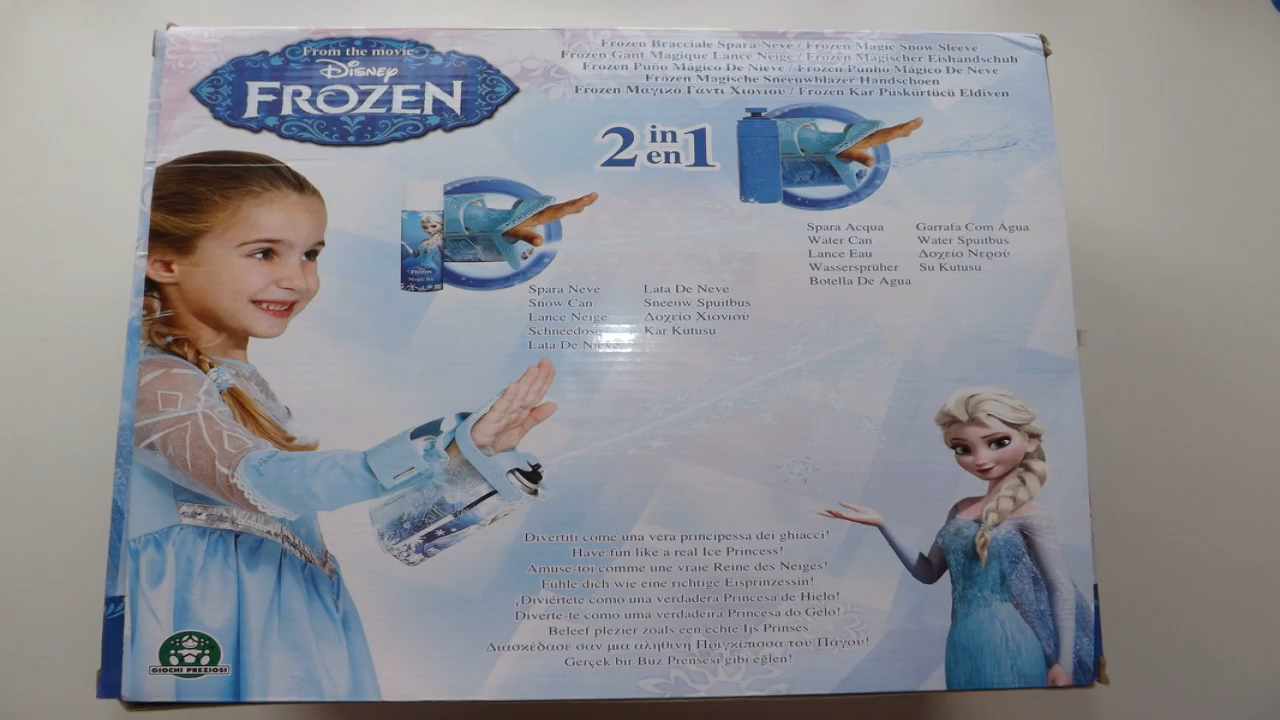 From the movie
Disney
FROZEN
Frozen Bracciale Spara Neve / Frozen Magic Snow Sleeve
Frozen Gant Magique Lance Neige / Frozen Magischer Eishandschuh
Frozen Puño Mágico De Nieve / Frozen Punho Mágico De Neve
Frozen Magische Sneeuwblazer Handschoen
Frozen Μαγικό Γάντι Χιονιού / Frozen Kar Püskürtücü Eldiven
2 in en 1
Spara Acqua
Water Can
Lance Eau
Wassersprüher
Botella De Agua
Garrafa Com Água
Water Spuitbus
Δοχείο Νερού
Su Kutusu
Spara Neve
Snow Can
Lance Neige
Schneedose
Lata De Nieve
Lata De Neve
Sneeuw Spuitbus
Δοχείο Χιονιού
Kar Kutusu
FROZEN
Divertiti come una vera principessa dei ghiacci!
Have fun like a real Ice Princess!
Amuse-toi comme une vraie Reine des Neiges!
Fühle dich wie eine richtige Eisprinzessin!
¡Diviértete como una verdadera Princesa de Hielo!
Diverte-te como uma verdadeira Princesa do Gelo!
Beleef plezier zoals een echte Ijs Prinses
Διασκέδασε σαν μια αληθινή Πριγκίπισσα του Πάγου!
Gerçek bir Buz Prensesi gibi eğlen!
GIOCHI PREZIOSI